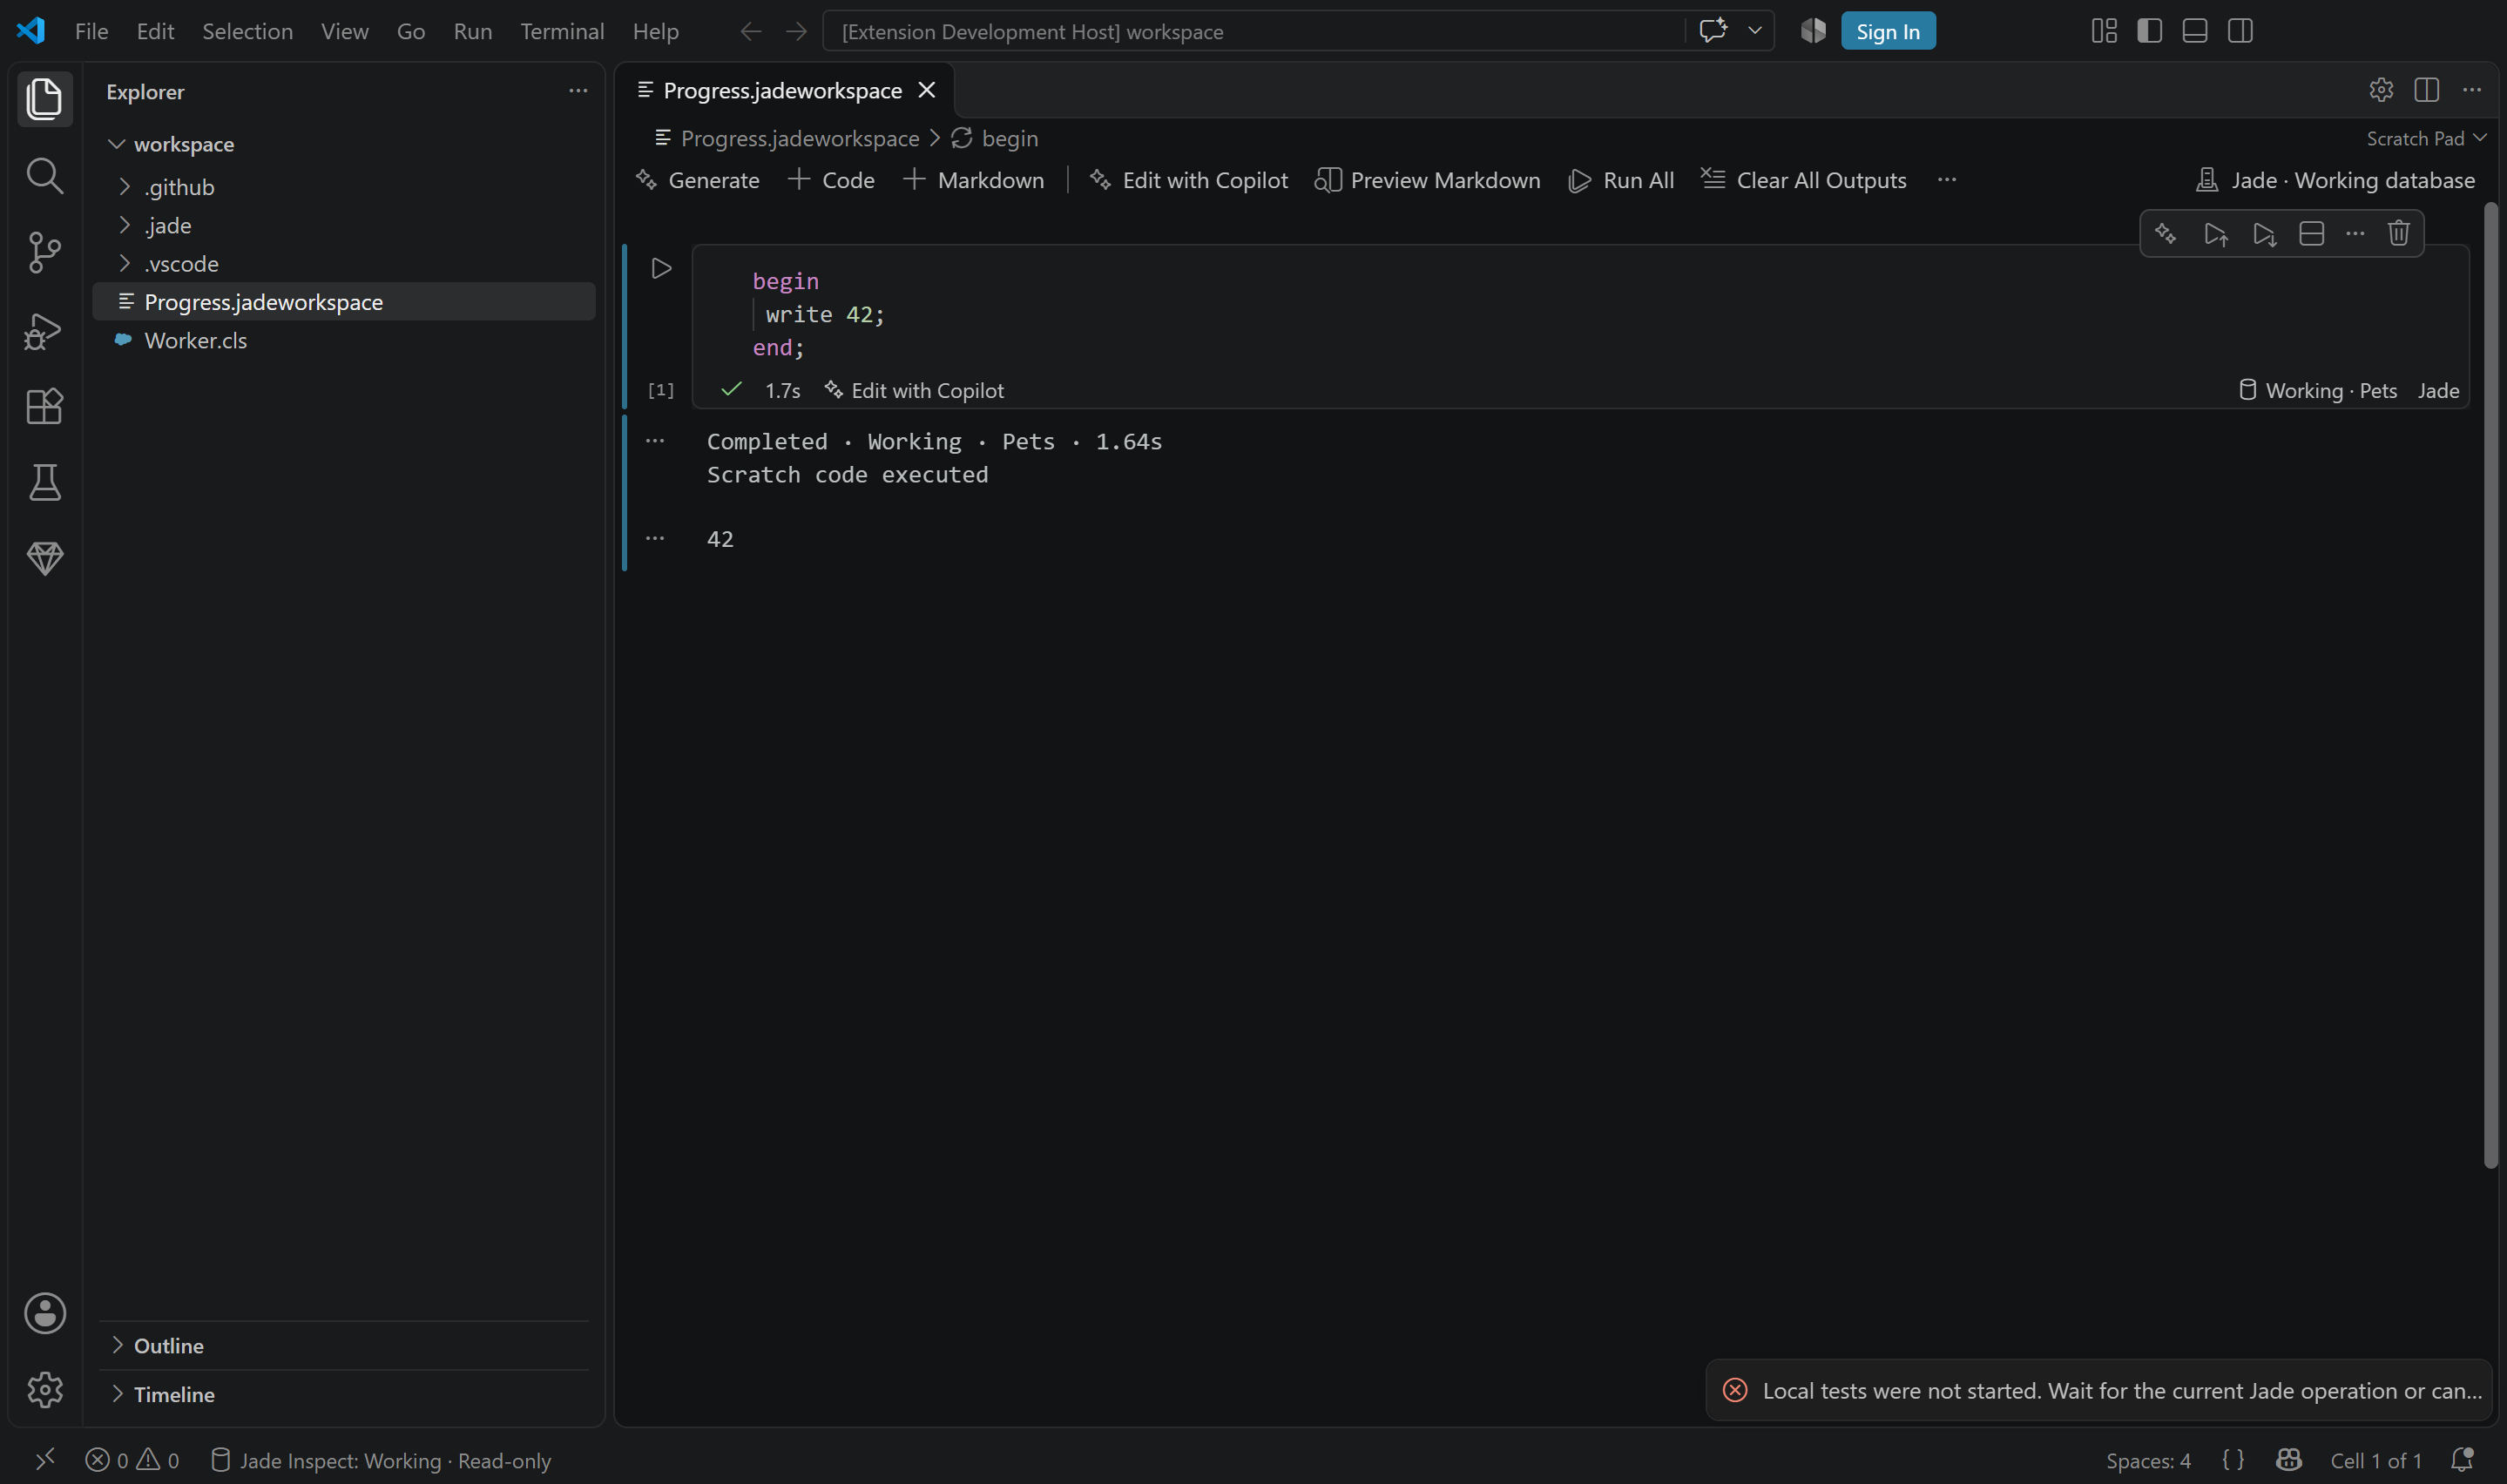 File Edit Selection View Go Run Terminal Help
[Extension Development Host] workspace
Sign In
Explorer
workspace
.github
.jade
.vscode
Progress.jadeworkspace
Worker.cls
Outline
Timeline
Progress.jadeworkspace
Progress.jadeworkspace > begin
Scratch Pad
Generate + Code + Markdown Edit with Copilot Preview Markdown Run All Clear All Outputs ...
Jade · Working database
begin
write 42;
end;
[1] 1.7s Edit with Copilot
Working · Pets Jade
Completed · Working · Pets · 1.64s
Scratch code executed
42
Local tests were not started. Wait for the current Jade operation or can...
0 0 Jade Inspect: Working · Read-only
Spaces: 4 { } Cell 1 of 1